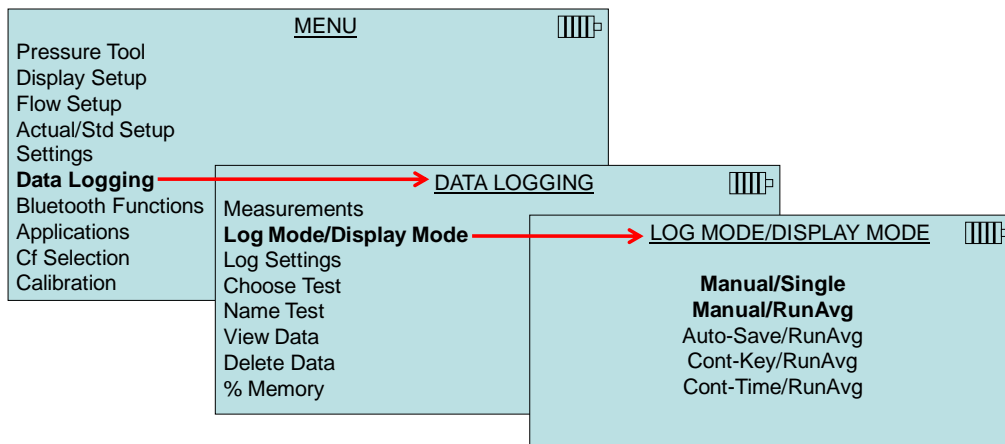 MENU
Pressure Tool
Display Setup
Flow Setup
Actual/Std Setup
Settings
Data Logging
Bluetooth Functions
Applications
Cf Selection
Calibration
DATA LOGGING
Measurements
Log Mode/Display Mode
Log Settings
Choose Test
Name Test
View Data
Delete Data
% Memory
LOG MODE/DISPLAY MODE
Manual/Single
Manual/RunAvg
Auto-Save/RunAvg
Cont-Key/RunAvg
Cont-Time/RunAvg